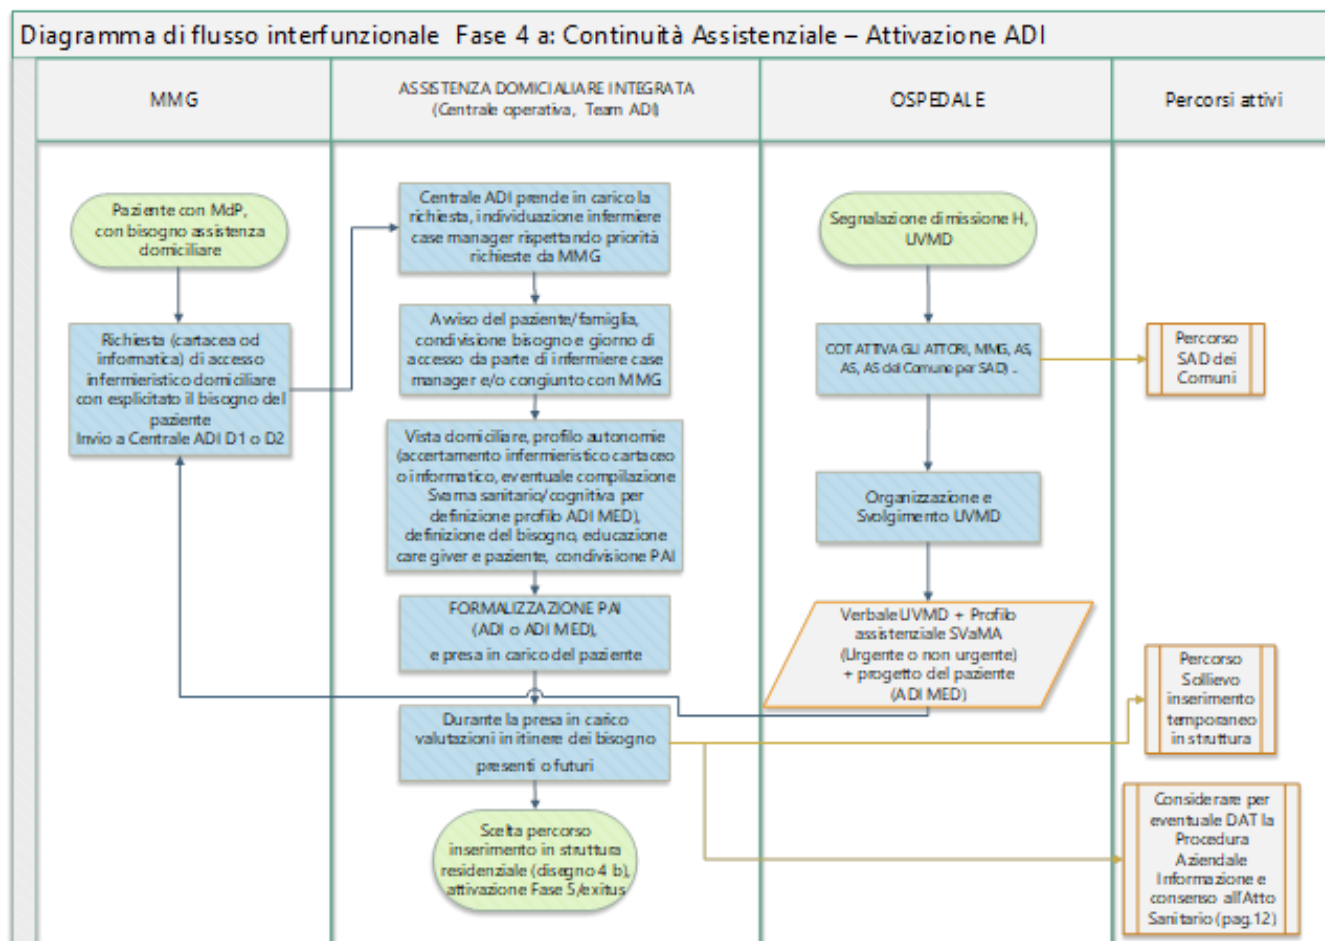 Diagramma di flusso interfunzionale Fase 4 a: Continuità Assistenziale – Attivazione ADI
MMG
ASSISTENZA DOMICIALIARE INTEGRATA
(Centrale operativa, Team ADI)
OSPEDALE
Percorsi attivi
Paziente con MdP,
con bisogno assistenza
domiciliare
Richiesta (cartacea od
informatica) di accesso
infermieristico domiciliare
con esplicitato il bisogno del
paziente
Invio a Centrale ADI D1 o D2
Centrale ADI prende in carico la
richiesta, individuazione infermiere
case manager rispettando priorità
richieste da MMG
Avviso del paziente/famiglia,
condivisione bisogno e giorno di
accesso da parte di infermiere case
manager e/o congiunto con MMG
Vista domiciliare, profilo autonomie
(accertamento infermieristico cartaceo
o informatico, eventuale compilazione
Svama sanitario/cognitiva per
definizione profilo ADI MED),
definizione del bisogno, educazione
care giver e paziente, condivisione PAI
FORMALIZZAZIONE PAI
(ADI o ADI MED),
e presa in carico del paziente
Durante la presa in carico
valutazioni in itinere dei bisogno
presenti o futuri
Scelta percorso
inserimento in struttura
residenziale (disegno 4 b),
attivazione Fase 5/exitus
Segnalazione dimissione H,
UVMD
COT ATTIVA GLI ATTORI, MMG, AS,
AS, AS del Comune per SAD) ..
Organizzazione e
Svolgimento UVMD
Verbale UVMD + Profilo
assistenziale SVaMA
(Urgente o non urgente)
+ progetto del paziente
(ADI MED)
Percorso
SAD dei
Comuni
Percorso
Sollievo
inserimento
temporaneo
in struttura
Considerare per
eventuale DAT la
Procedura
Aziendale
Informazione e
consenso all'Atto
Sanitario (pag.12)